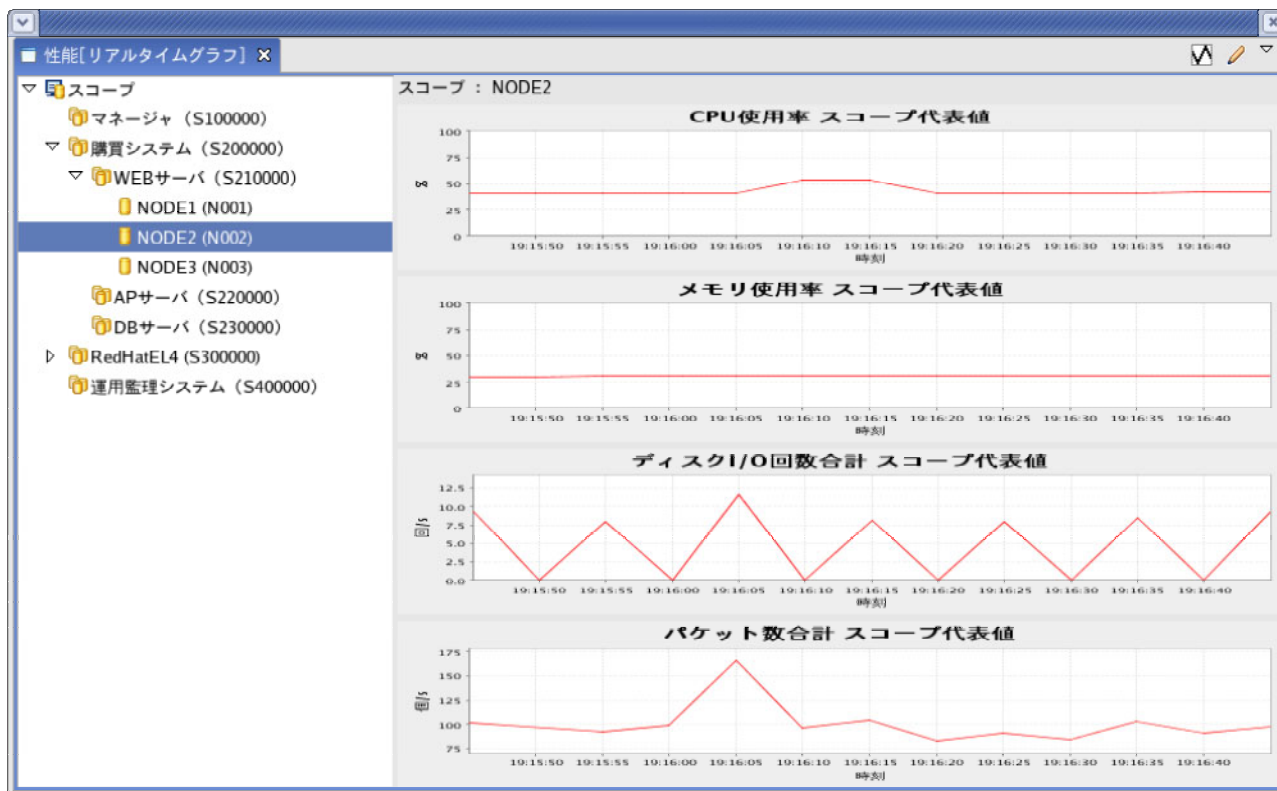 性能[リアルタイムグラフ]
スコープ
マネージャ（S100000）
購買システム（S200000）
WEBサーバ（S210000）
NODE1 (N001)
NODE2 (N002)
NODE3 (N003)
APサーバ（S220000）
DBサーバ（S230000）
RedHatEL4 (S300000)
運用監理システム（S400000）
スコープ : NODE2
CPU使用率 スコープ代表値
100
75
50
25
0
%
19:15:50 19:15:55 19:16:00 19:16:05 19:16:10 19:16:15 19:16:20 19:16:25 19:16:30 19:16:35 19:16:40
時刻
メモリ使用率 スコープ代表値
100
75
50
25
0
%
19:15:50 19:15:55 19:16:00 19:16:05 19:16:10 19:16:15 19:16:20 19:16:25 19:16:30 19:16:35 19:16:40
時刻
ディスクI/O回数合計 スコープ代表値
12.5
10.0
7.5
5.0
2.5
0.0
回/s
19:15:50 19:15:55 19:16:00 19:16:05 19:16:10 19:16:15 19:16:20 19:16:25 19:16:30 19:16:35 19:16:40
時刻
パケット数合計 スコープ代表値
175
150
125
100
75
個/s
19:15:50 19:15:55 19:16:00 19:16:05 19:16:10 19:16:15 19:16:20 19:16:25 19:16:30 19:16:35 19:16:40
時刻